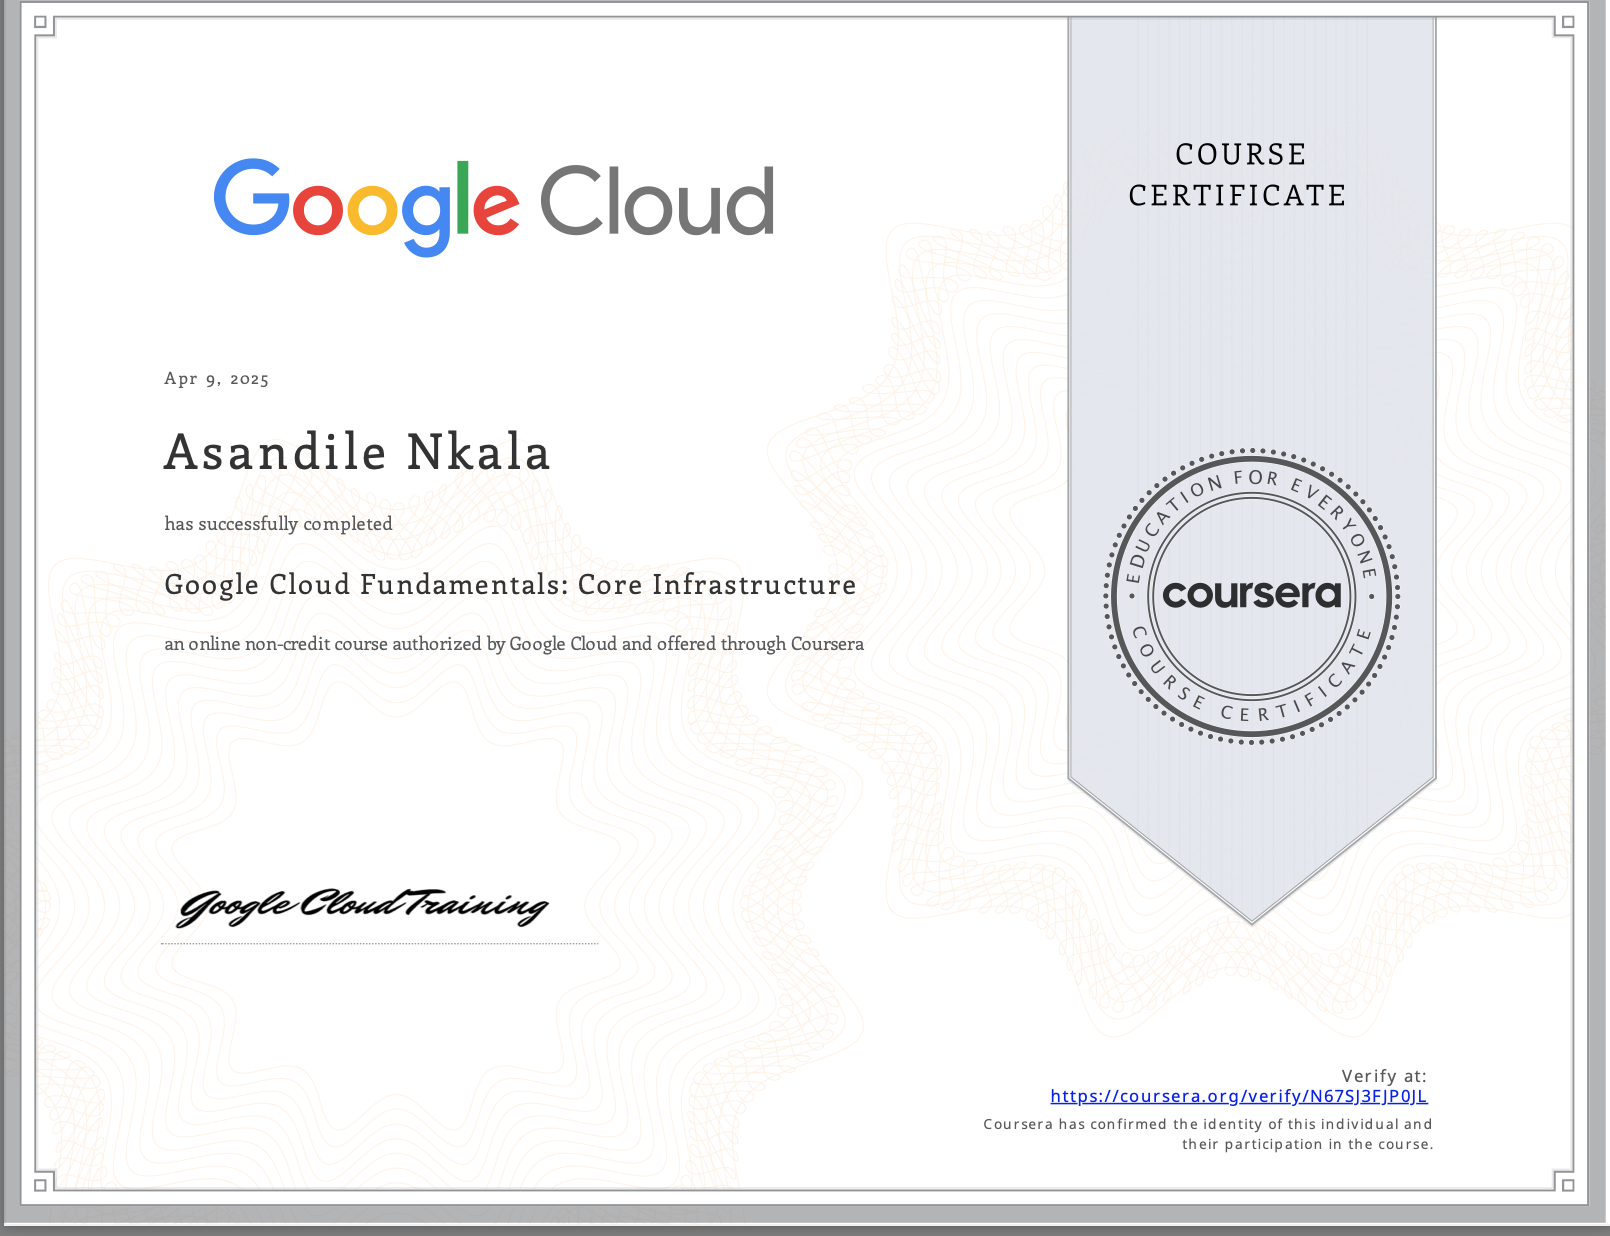 Google Cloud
COURSE
CERTIFICATE
Apr 9, 2025
Asandile Nkala
has successfully completed
Google Cloud Fundamentals: Core Infrastructure
an online non-credit course authorized by Google Cloud and offered through Coursera
EDUCATION FOR EVERYONE
coursera
COURSE CERTIFICATE
Google Cloud Training
Verify at:
https://coursera.org/verify/N67SJ3FJP0JL
Coursera has confirmed the identity of this individual and
their participation in the course.